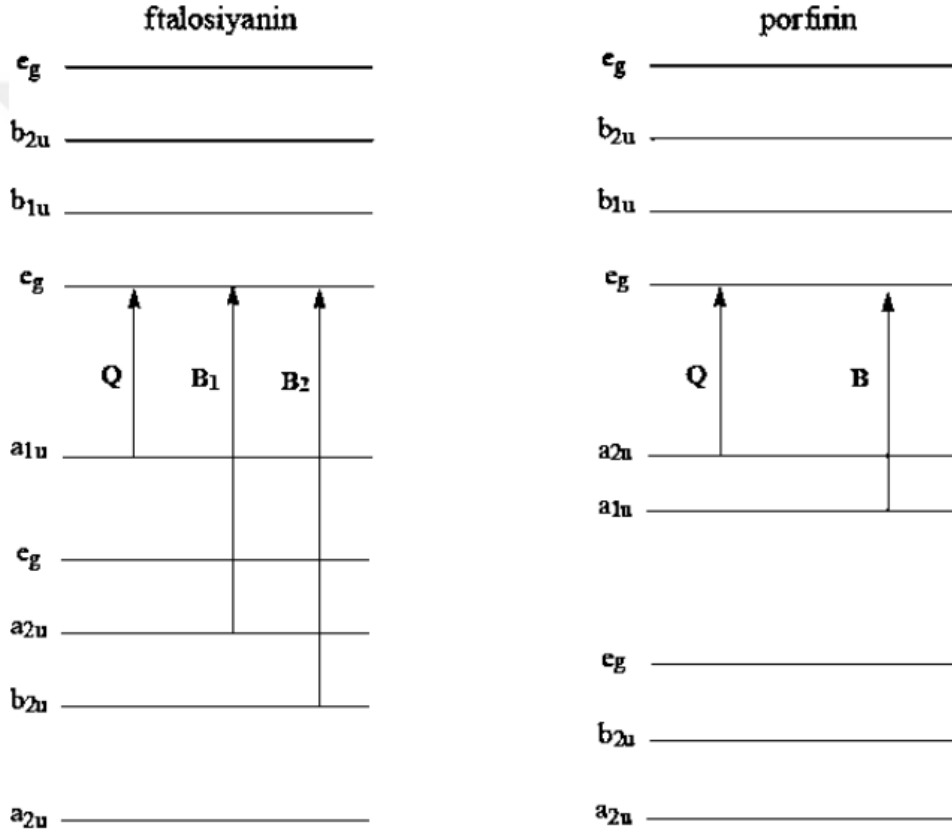 ftalosiyanin
eg
b2u
b1u
eg
Q
B1
B2
a1u
eg
a2u
b2u
a2u
porfirin
eg
b2u
b1u
eg
Q
B
a2u
a1u
eg
b2u
a2u